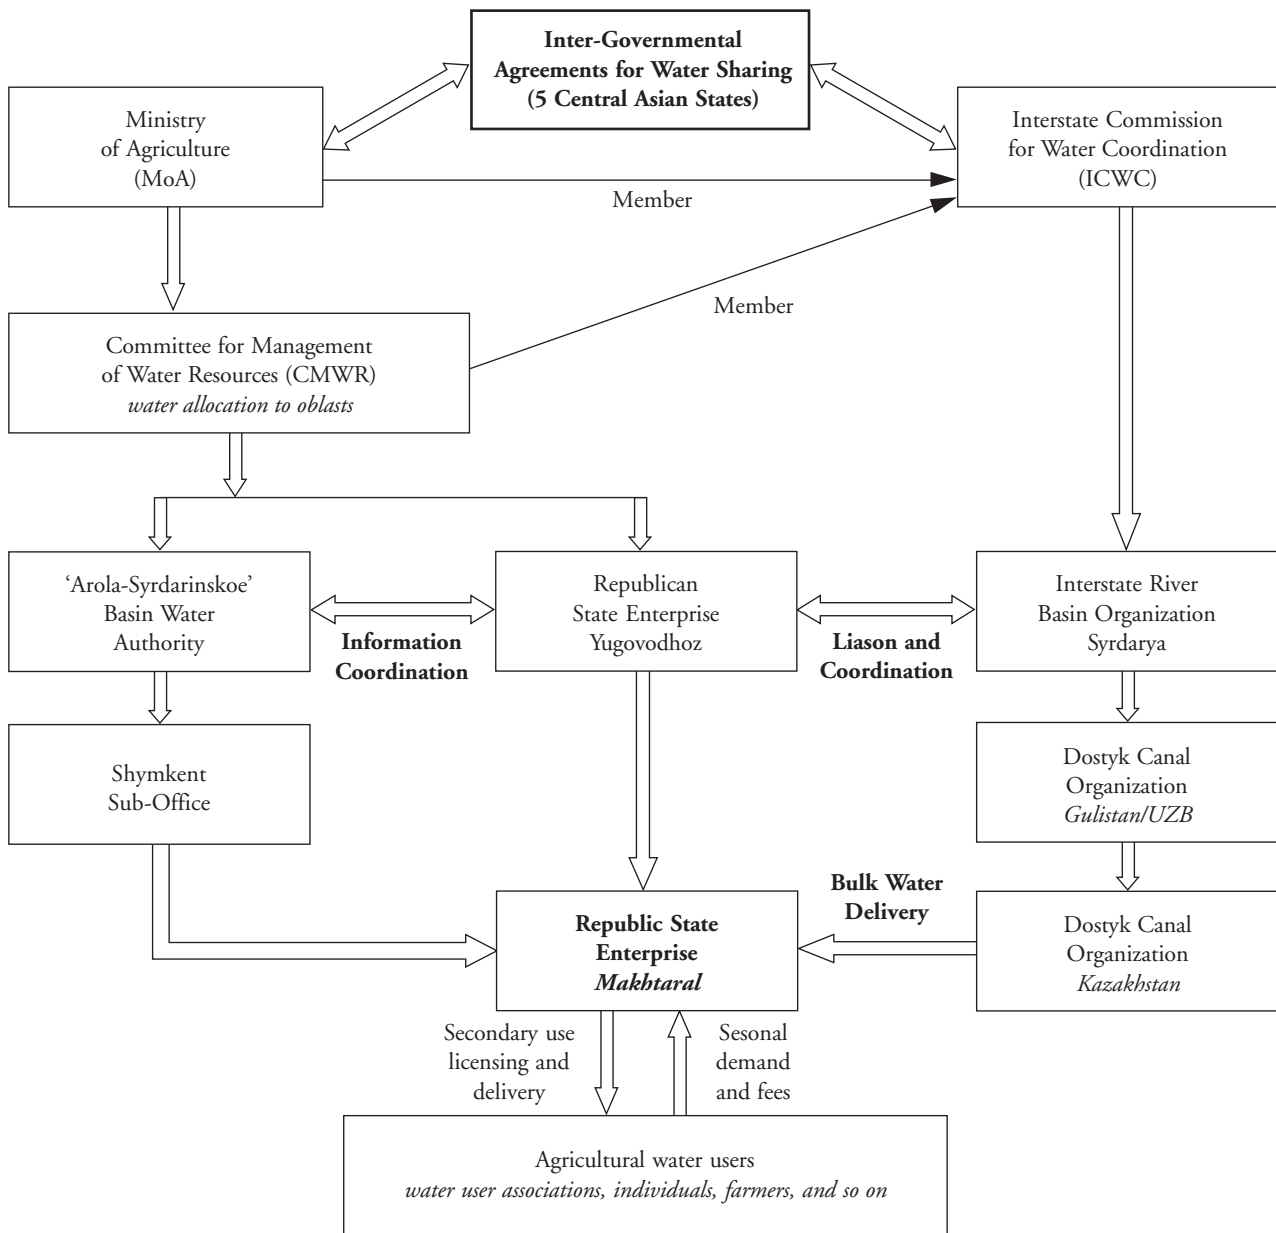 Inter-Governmental
Agreements for Water Sharing
(5 Central Asian States)
Ministry
of Agriculture
(MoA)
Interstate Commission
for Water Coordination
(ICWC)
Member
Member
Committee for Management
of Water Resources (CMWR)
water allocation to oblasts
‘Arola-Syrdarinskoe’
Basin Water
Authority
Information
Coordination
Republican
State Enterprise
Yugovodhoz
Liason and
Coordination
Interstate River
Basin Organization
Syrdarya
Shymkent
Sub-Office
Dostyk Canal
Organization
Gulistan/UZB
Bulk Water
Delivery
Republic State
Enterprise
Makhtaral
Dostyk Canal
Organization
Kazakhstan
Secondary use
licensing and
delivery
Sesonal
demand
and fees
Agricultural water users
water user associations, individuals, farmers, and so on